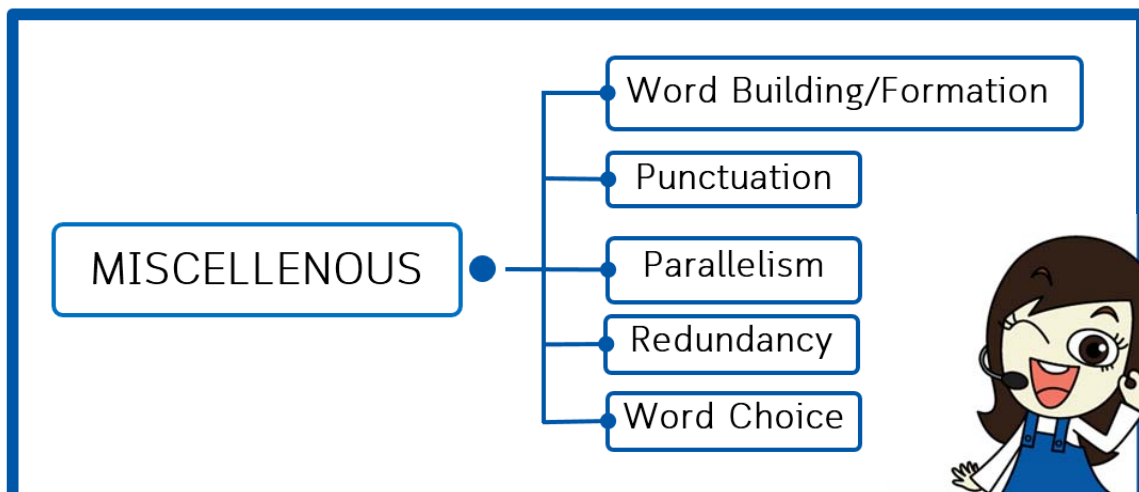 MISCELLENOUS
Word Building/Formation
Punctuation
Parallelism
Redundancy
Word Choice